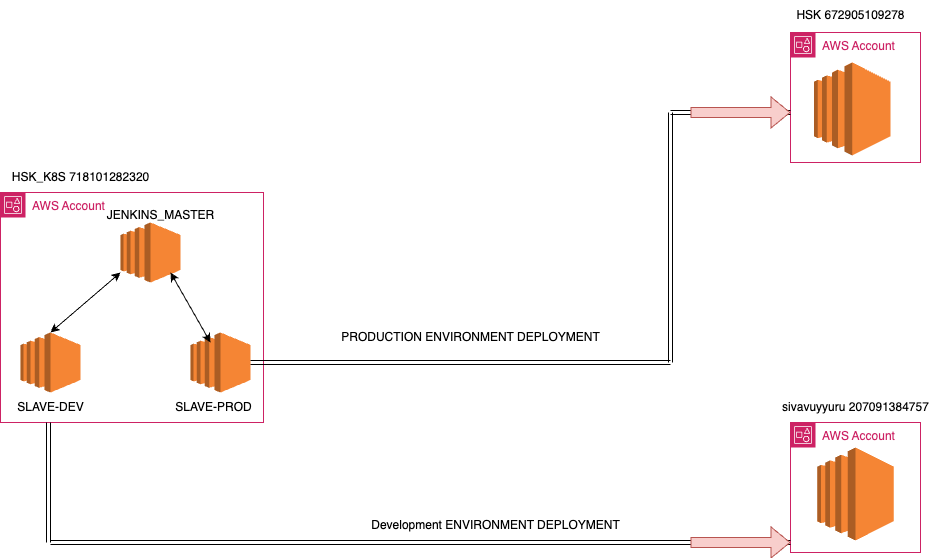 HSK 672905109278
AWS Account
HSK_K8S 718101282320
AWS Account
JENKINS_MASTER
PRODUCTION ENVIRONMENT DEPLOYMENT
SLAVE-DEV
SLAVE-PROD
sivavuyyuru 207091384757
AWS Account
Development ENVIRONMENT DEPLOYMENT